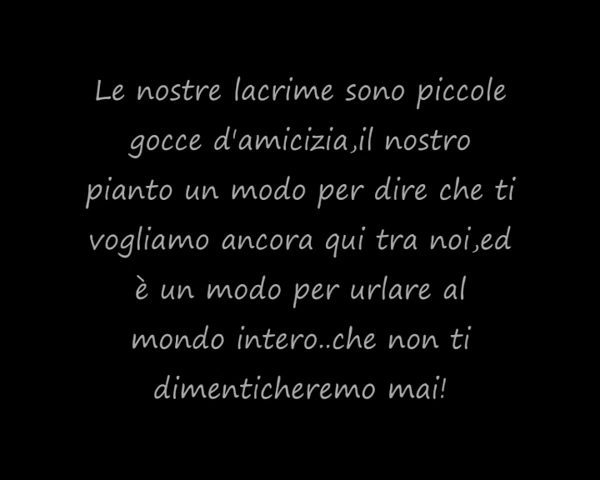 Le nostre lacrime sono piccole
gocce d'amicizia,il nostro
pianto un modo per dire che ti
vogliamo ancora qui tra noi,ed
è un modo per urlare al
mondo intero..che non ti
dimenticheremo mai!